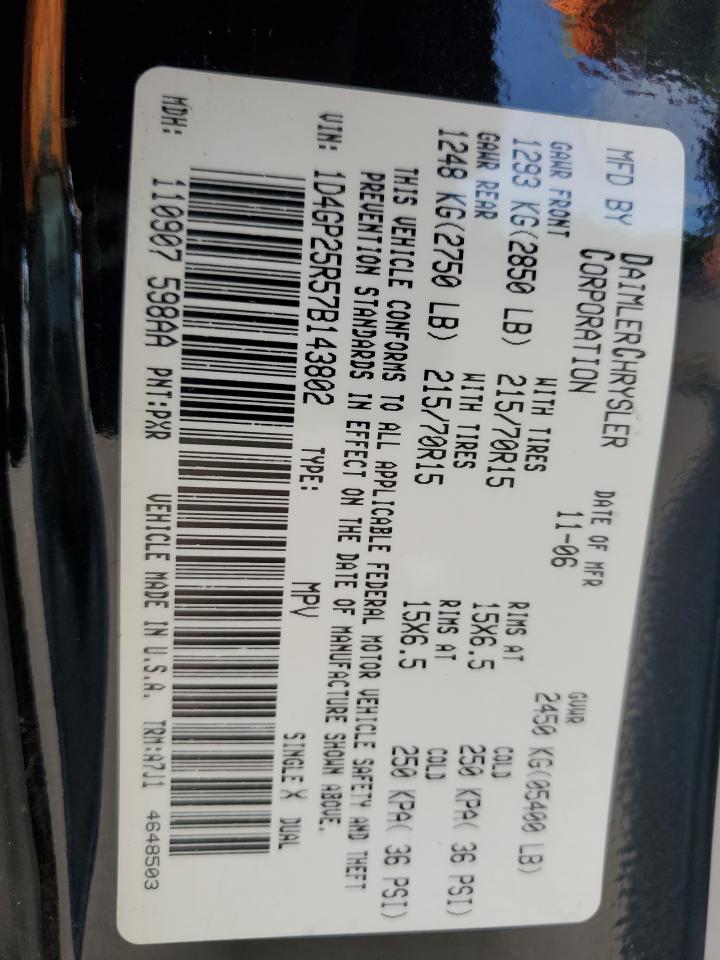 MFD BY DAIMLERCHRYSLER CORPORATION DATE OF MFR 11-06 GVWR 2450 KG(05400 LB)
GAWR FRONT WITH TIRES RIMS AT COLD
1293 KG(2850 LB) 215/70R15 15X6.5 250 KPA( 36 PSI)
GAWR REAR WITH TIRES RIMS AT COLD
1248 KG(2750 LB) 215/70R15 15X6.5 250 KPA( 36 PSI)
THIS VEHICLE CONFORMS TO ALL APPLICABLE FEDERAL MOTOR VEHICLE SAFETY AND THEFT
PREVENTION STANDARDS IN EFFECT ON THE DATE OF MANUFACTURE SHOWN ABOVE.
VIN: 1D4GP25R57B143802 TYPE: MPV SINGLE X DUAL
MDH: 110907 598AA PNT:PXR VEHICLE MADE IN U.S.A. TRM:A7J1 4648503